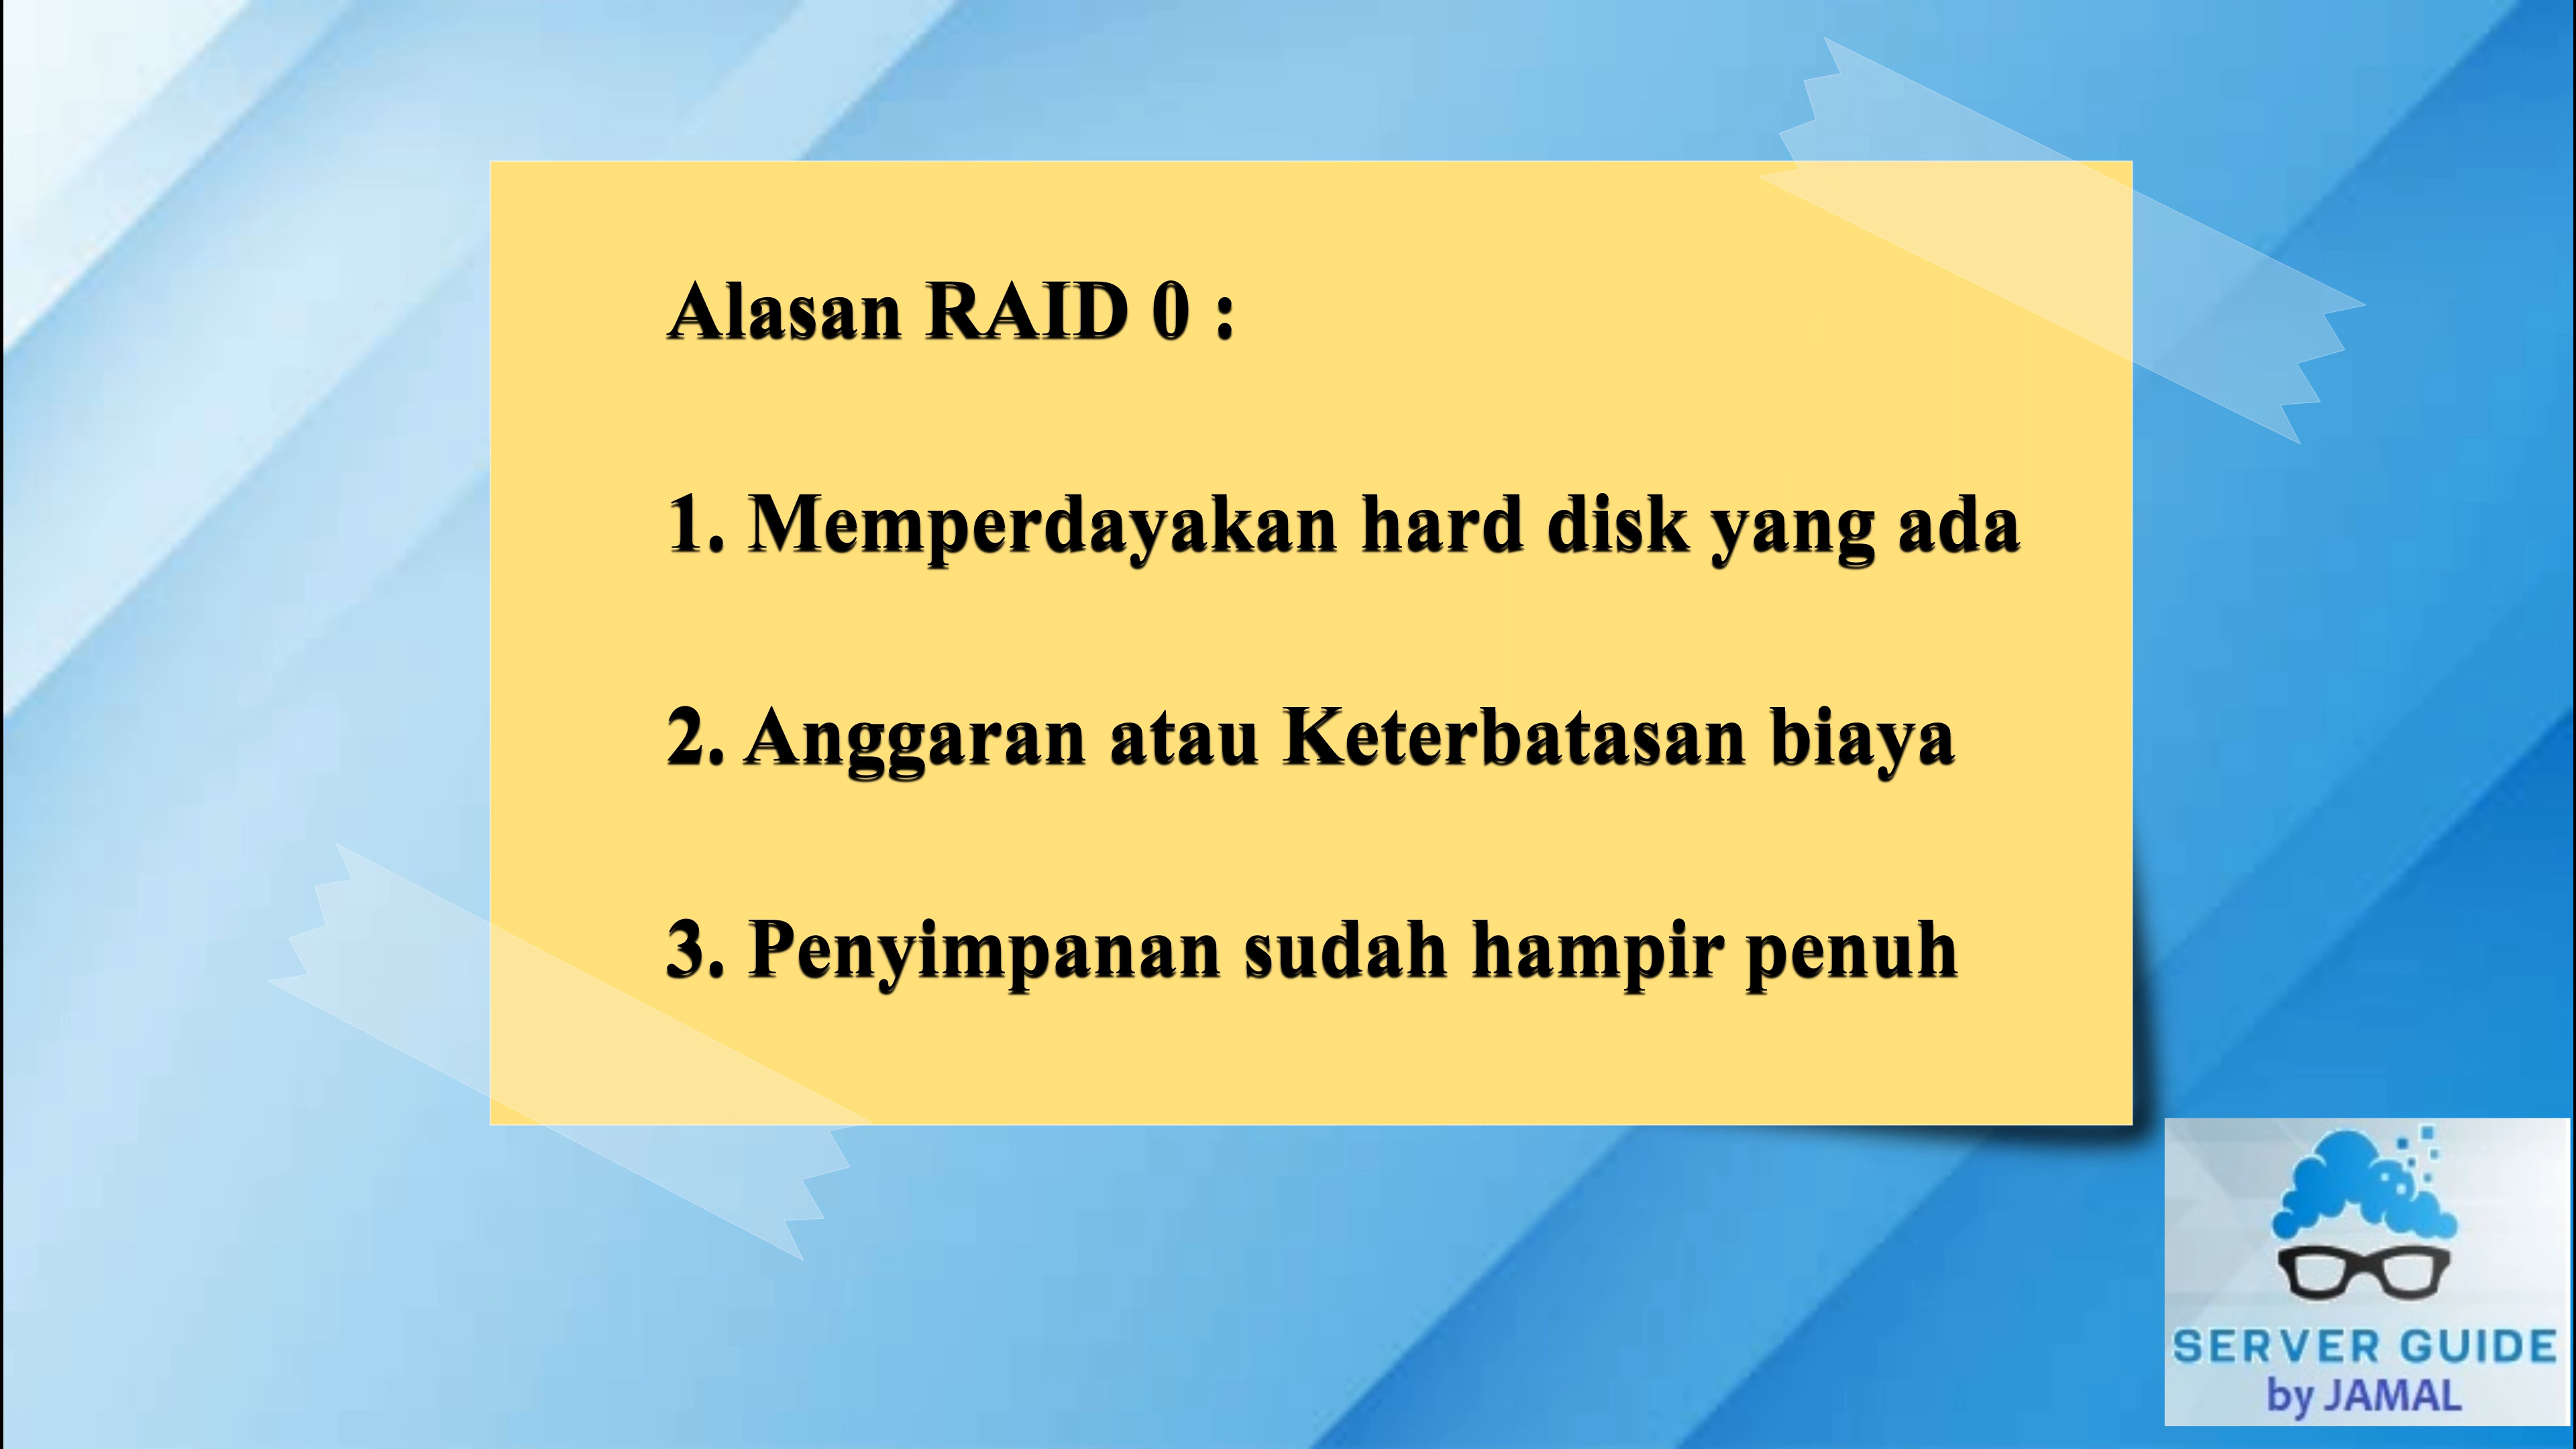 Alasan RAID 0 :
1. Memperdayakan hard disk yang ada
2. Anggaran atau Keterbatasan biaya
3. Penyimpanan sudah hampir penuh
SERVER GUIDE
by JAMAL